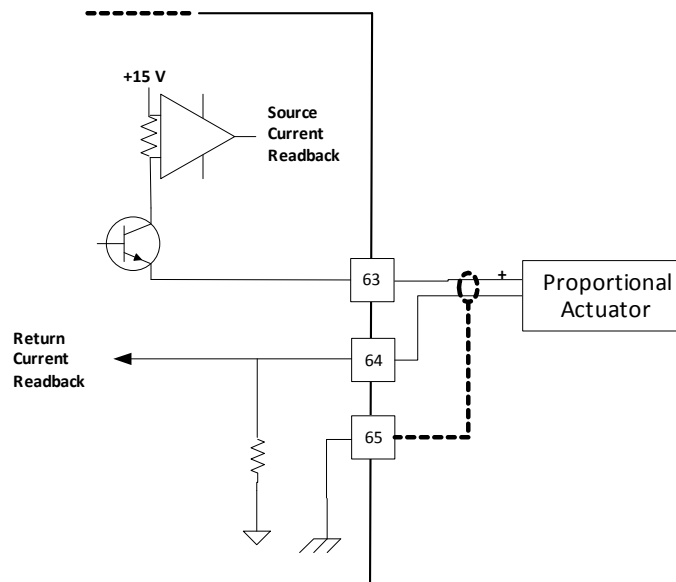 +15 V
Source
Current
Readback
63
+
Proportional
Actuator
Return
Current
Readback
64
65